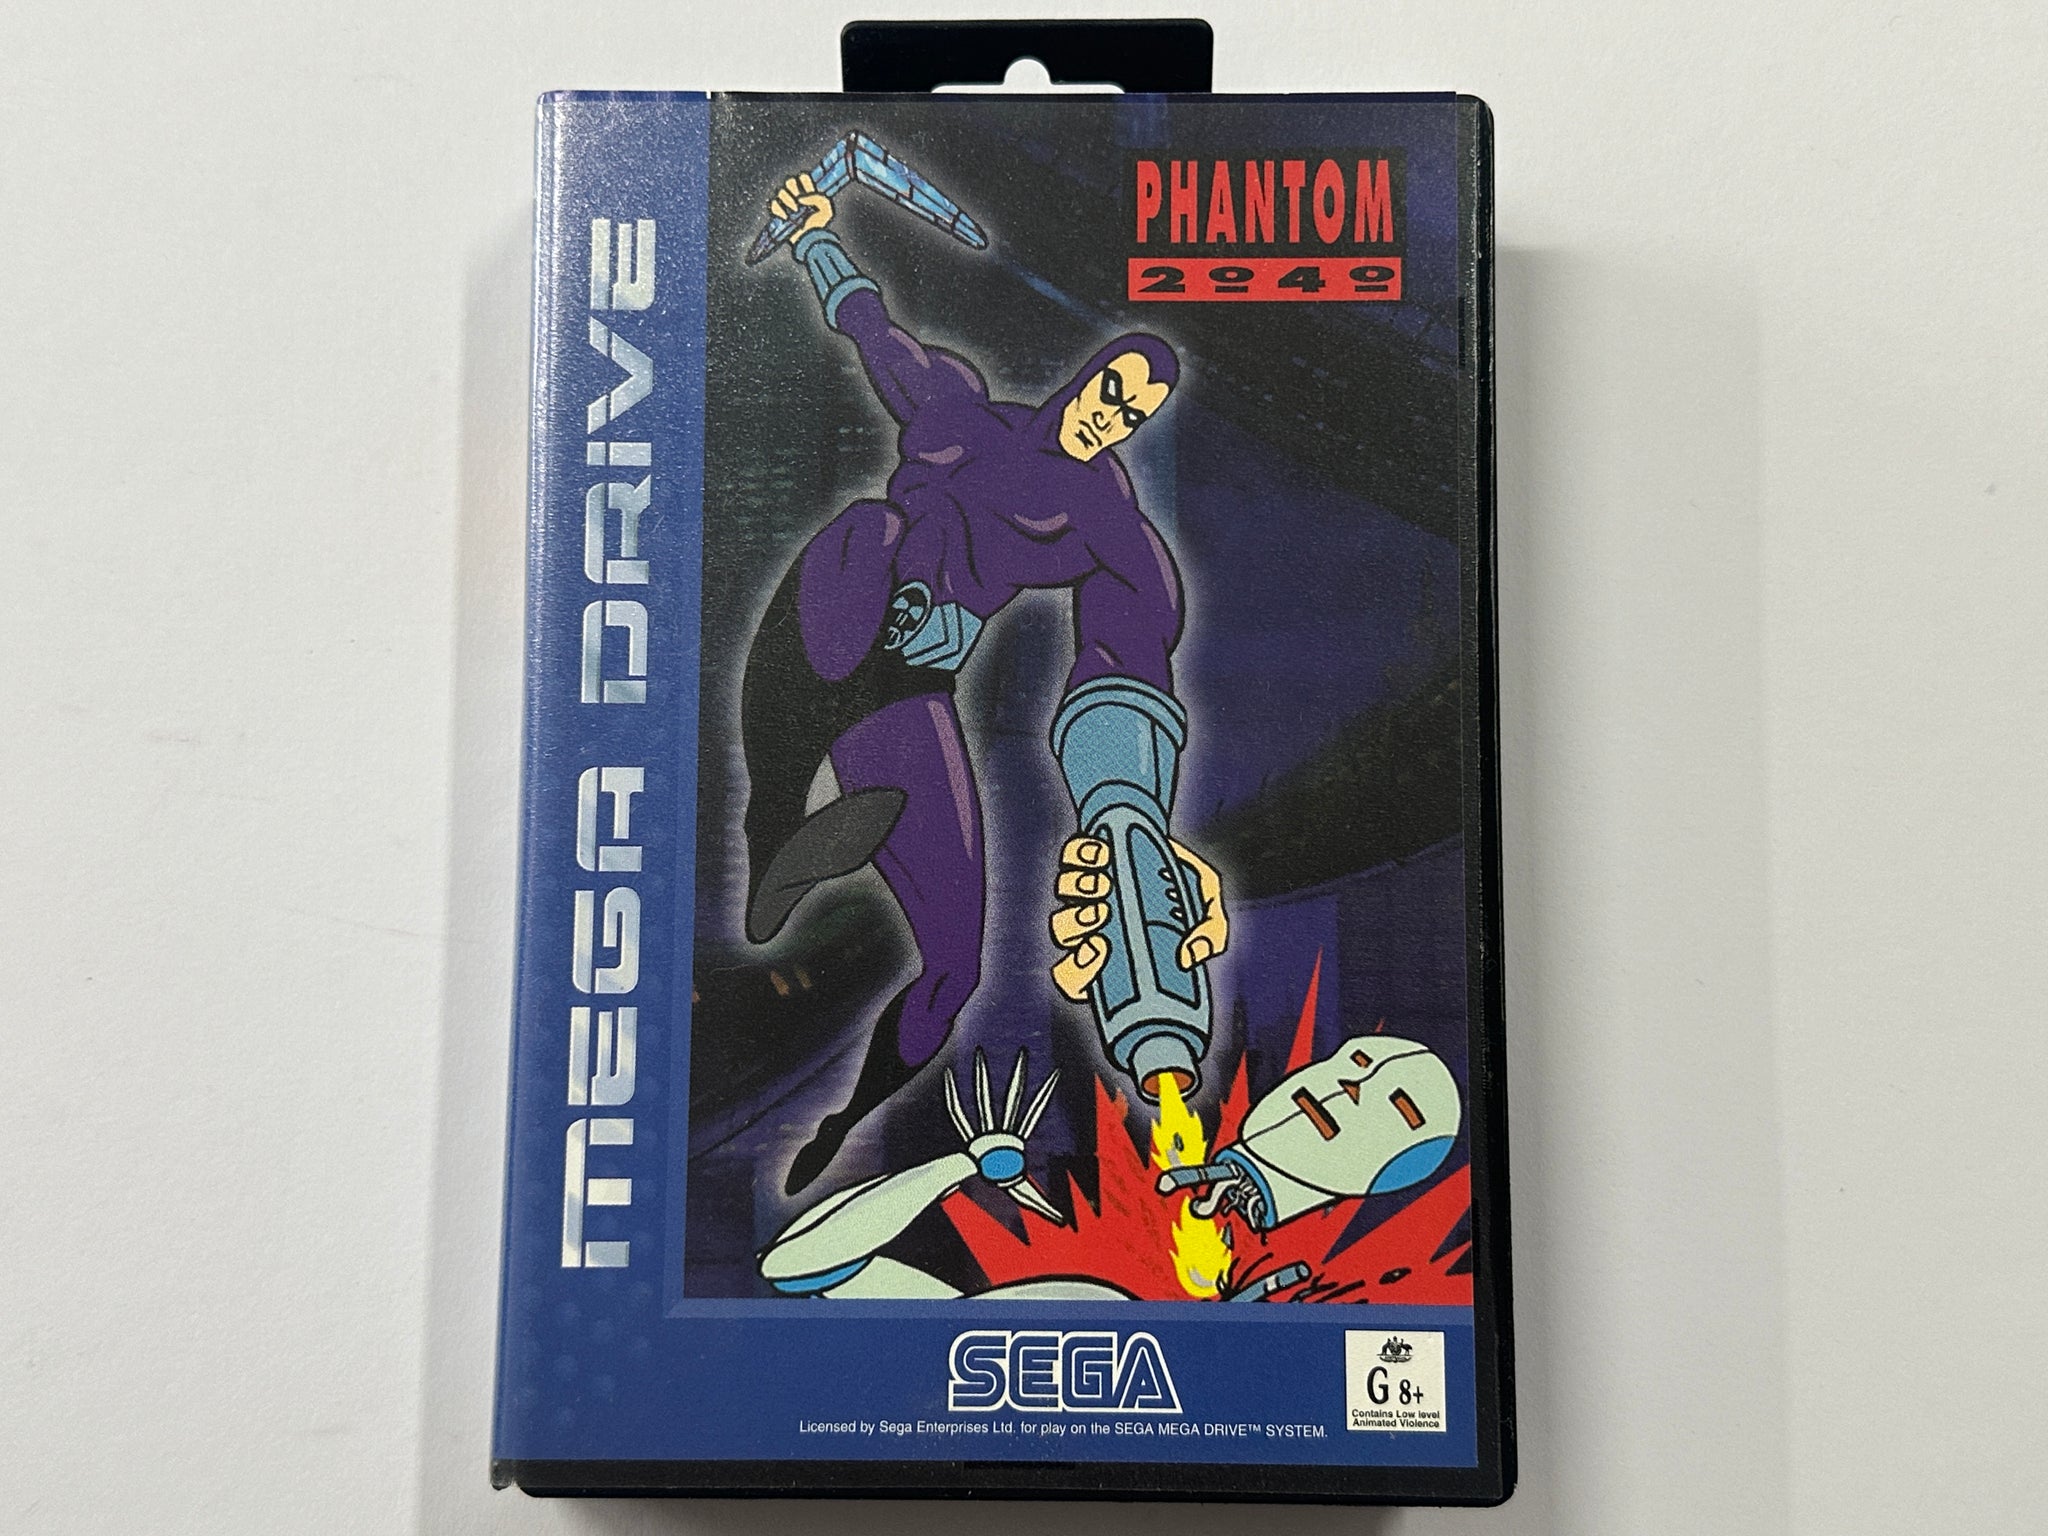 PHANTOM
2040
MEGA DRIVE
SEGA
Licensed by Sega Enterprises Ltd. for play on the SEGA MEGA DRIVE™ SYSTEM.
G 8+
Contains Low level
Animated Violence